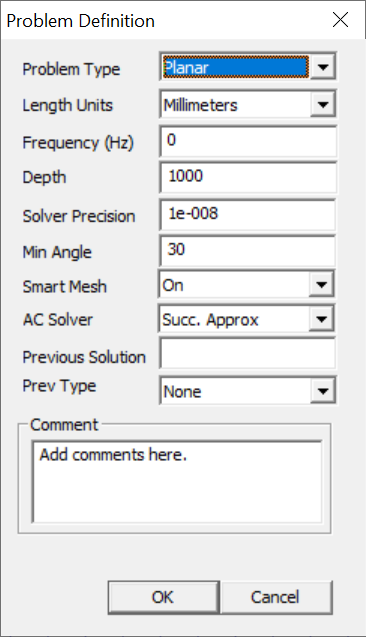 Problem Definition
Problem Type Planar
Length Units Millimeters
Frequency (Hz) 0
Depth 1000
Solver Precision 1e-008
Min Angle 30
Smart Mesh On
AC Solver Succ. Approx
Previous Solution
Prev Type None
Comment
Add comments here.
OK Cancel